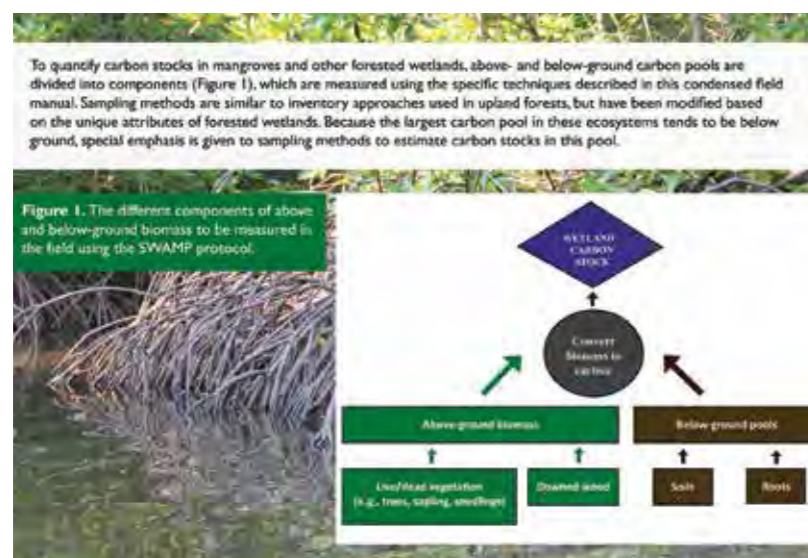 To quantify carbon stocks in mangroves and other forested wetlands, above- and below-ground carbon pools are
divided into components (Figure 1), which are measured using the specific techniques described in this condensed field
manual. Sampling methods are similar to inventory approaches used in upland forests, but have been modified based
on the unique attributes of forested wetlands. Because the largest carbon pool in these ecosystems tends to be below
ground, special emphasis is given to sampling methods to estimate carbon stocks in this pool.
Figure 1. The different components of above
and below-ground biomass to be measured in
the field using the SWAMP protocol.
WETLAND
CARBON
STOCK
Convert
biomass to
carbon
Above-ground biomass
Below-ground pools
Live/dead vegetation
(e.g., trees, sapling, seedlings)
Downed wood
Soils
Roots